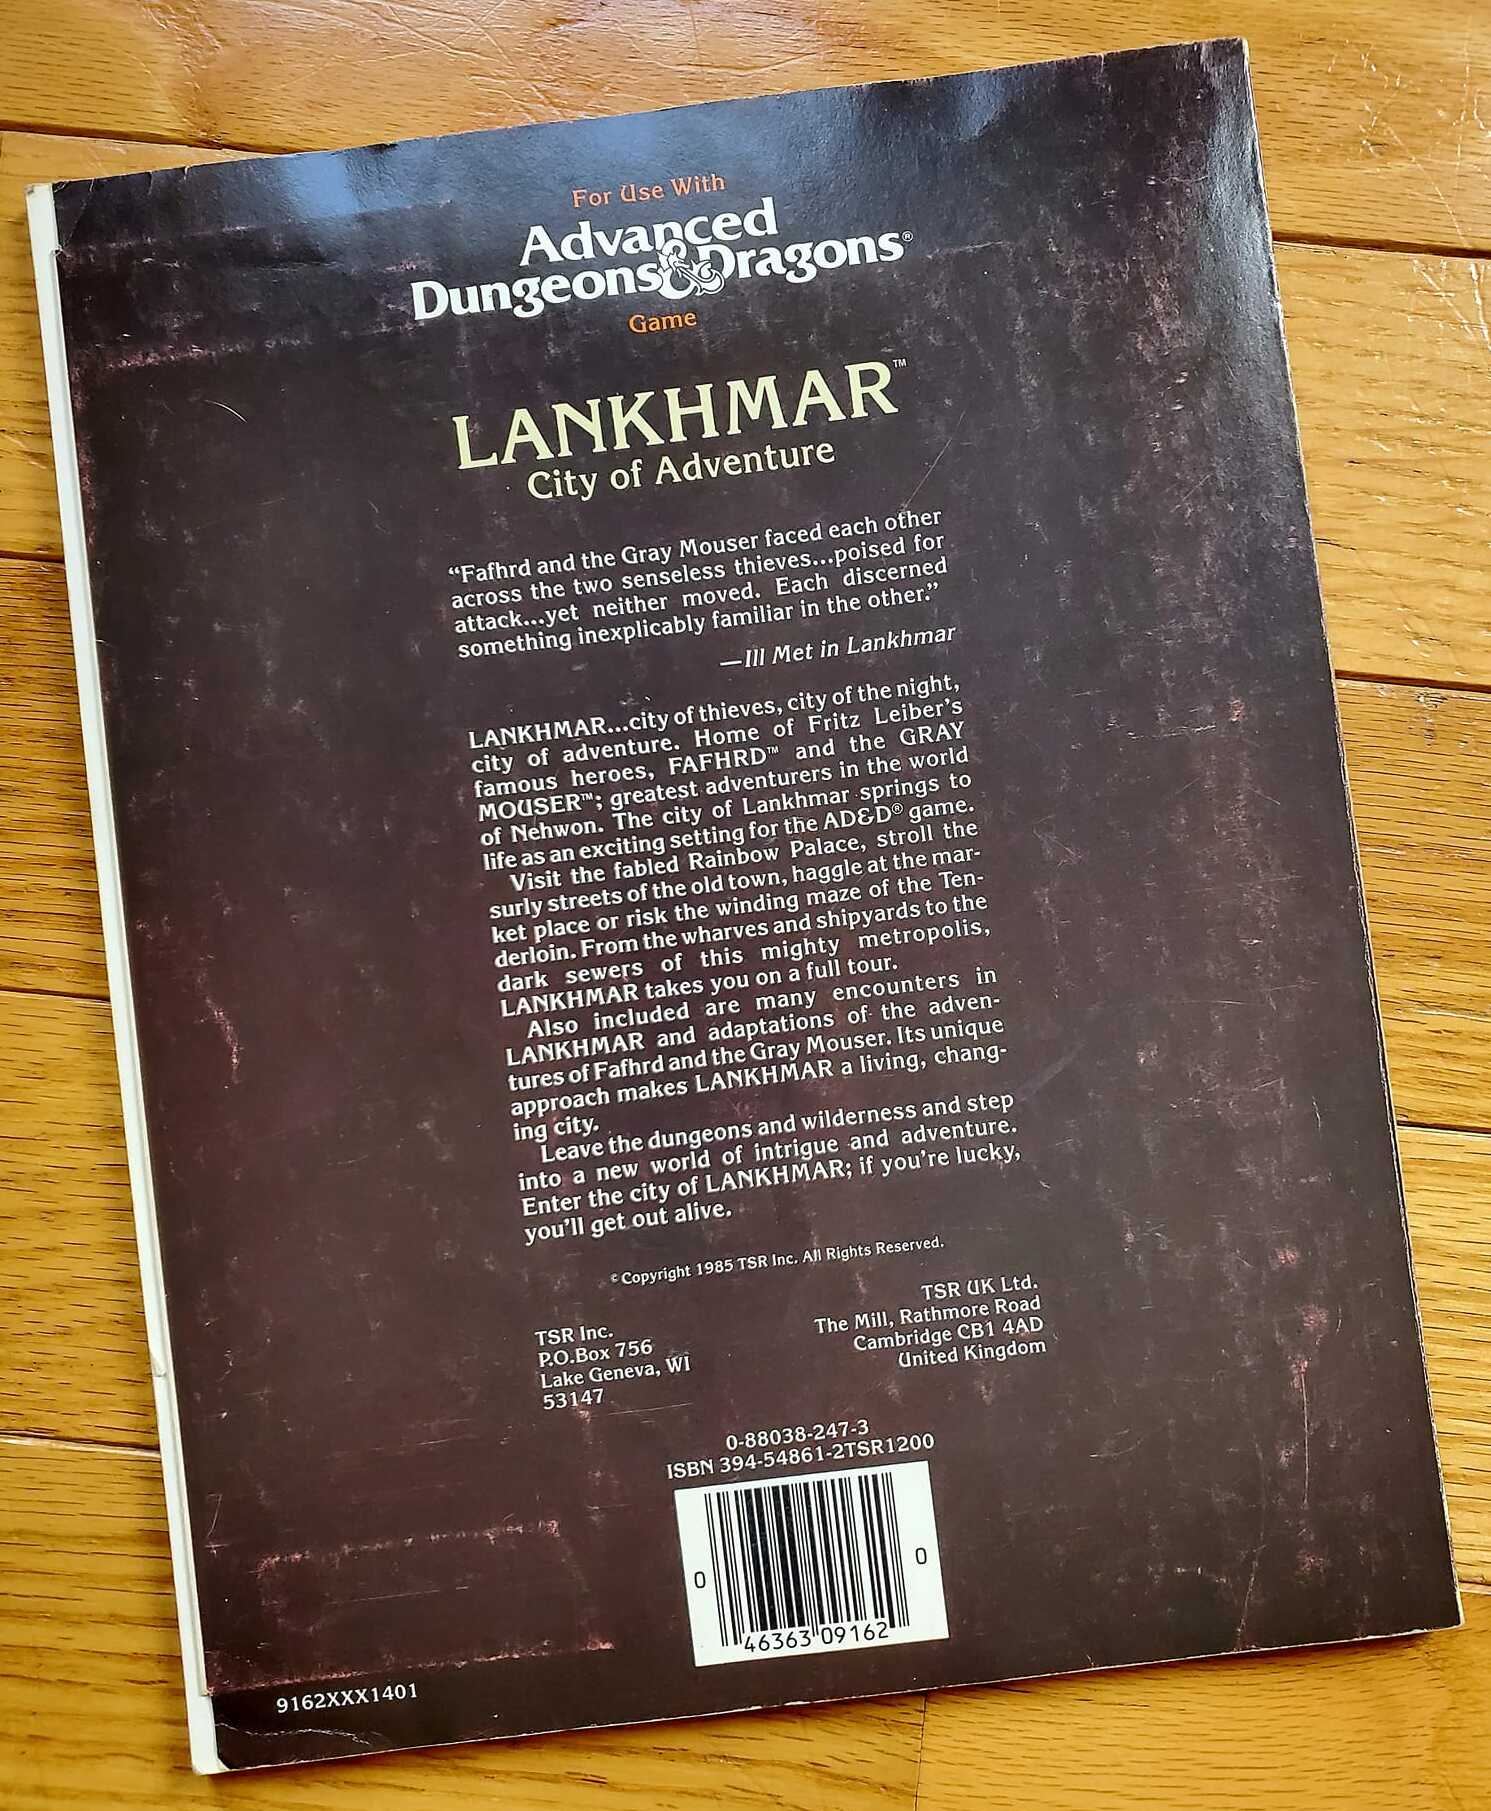 For Use With
Advanced
Dungeons & Dragons®
Game
LANKHMAR™
City of Adventure
“Fafhrd and the Gray Mouser faced each other
across the two senseless thieves...poised for
attack...yet neither moved. Each discerned
something inexplicably familiar in the other.”
—Ill Met in Lankhmar
LANKHMAR...city of thieves, city of the night,
city of adventure. Home of Fritz Leiber's
famous heroes, FAFHRD™ and the GRAY
MOUSER™; greatest adventurers in the world
of Nehwon. The city of Lankhmar springs to
life as an exciting setting for the AD&D® game.
Visit the fabled Rainbow Palace, stroll the
surly streets of the old town, haggle at the mar-
ket place or risk the winding maze of the Ten-
derloin. From the wharves and shipyards to the
dark sewers of this mighty metropolis,
LANKHMAR takes you on a full tour.
Also included are many encounters in
LANKHMAR and adaptations of the adven-
tures of Fafhrd and the Gray Mouser. Its unique
approach makes LANKHMAR a living, chang-
ing city.
Leave the dungeons and wilderness and step
into a new world of intrigue and adventure.
Enter the city of LANKHMAR; if you're lucky,
you'll get out alive.
© Copyright 1985 TSR Inc. All Rights Reserved.
TSR Inc.
P.O.Box 756
Lake Geneva, WI
53147
TSR UK Ltd.
The Mill, Rathmore Road
Cambridge CB1 4AD
United Kingdom
0-88038-247-3
ISBN 394-54861-2TSR1200
0 46363 09162 0
9162XXX1401